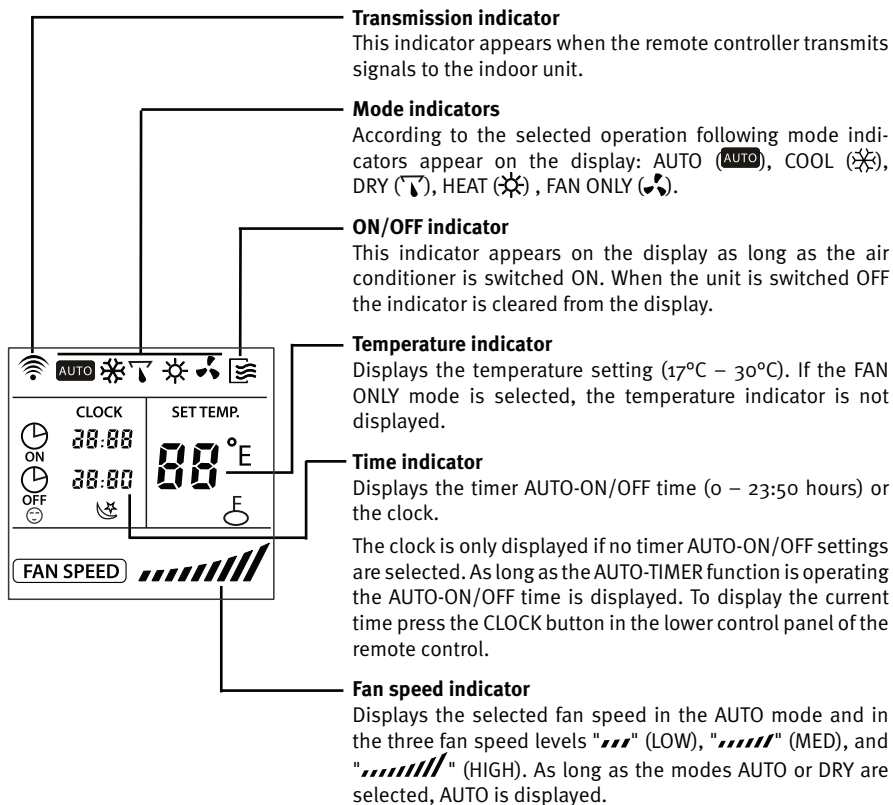 Transmission indicator
This indicator appears when the remote controller transmits
signals to the indoor unit.
Mode indicators
According to the selected operation following mode indi-
cators appear on the display: AUTO (AUTO), COOL (),
DRY (), HEAT () , FAN ONLY ().
ON/OFF indicator
This indicator appears on the display as long as the air
conditioner is switched ON. When the unit is switched OFF
the indicator is cleared from the display.
Temperature indicator
Displays the temperature setting (17°C – 30°C). If the FAN
ONLY mode is selected, the temperature indicator is not
displayed.
Time indicator
Displays the timer AUTO-ON/OFF time (0 – 23:50 hours) or
the clock.
The clock is only displayed if no timer AUTO-ON/OFF settings
are selected. As long as the AUTO-TIMER function is operating
the AUTO-ON/OFF time is displayed. To display the current
time press the CLOCK button in the lower control panel of the
remote control.
Fan speed indicator
Displays the selected fan speed in the AUTO mode and in
the three fan speed levels "" (LOW), "" (MED), and
"" (HIGH). As long as the modes AUTO or DRY are
selected, AUTO is displayed.
AUTO
CLOCK
SET TEMP.
ON
88:88
88°E
OFF
88:80
FAN SPEED